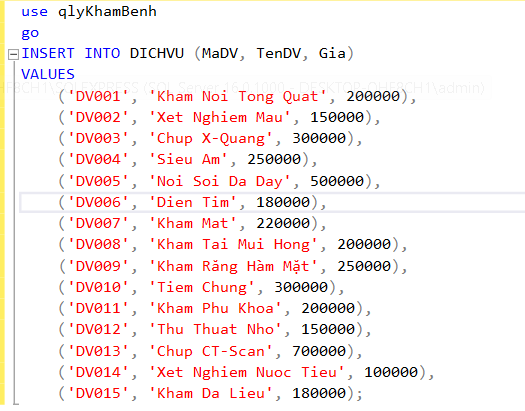 use qlyKhamBenh
go
INSERT INTO DICHVU (MaDV, TenDV, Gia)
VALUES
('DV001', 'Kham Noi Tong Quat', 200000),
('DV002', 'Xet Nghiem Mau', 150000),
('DV003', 'Chup X-Quang', 300000),
('DV004', 'Sieu Am', 250000),
('DV005', 'Noi Soi Da Day', 500000),
('DV006', 'Dien Tim', 180000),
('DV007', 'Kham Mat', 220000),
('DV008', 'Kham Tai Mui Hong', 200000),
('DV009', 'Kham Răng Hàm Mặt', 250000),
('DV010', 'Tiem Chung', 300000),
('DV011', 'Kham Phu Khoa', 200000),
('DV012', 'Thu Thuat Nho', 150000),
('DV013', 'Chup CT-Scan', 700000),
('DV014', 'Xet Nghiem Nuoc Tieu', 100000),
('DV015', 'Kham Da Lieu', 180000);